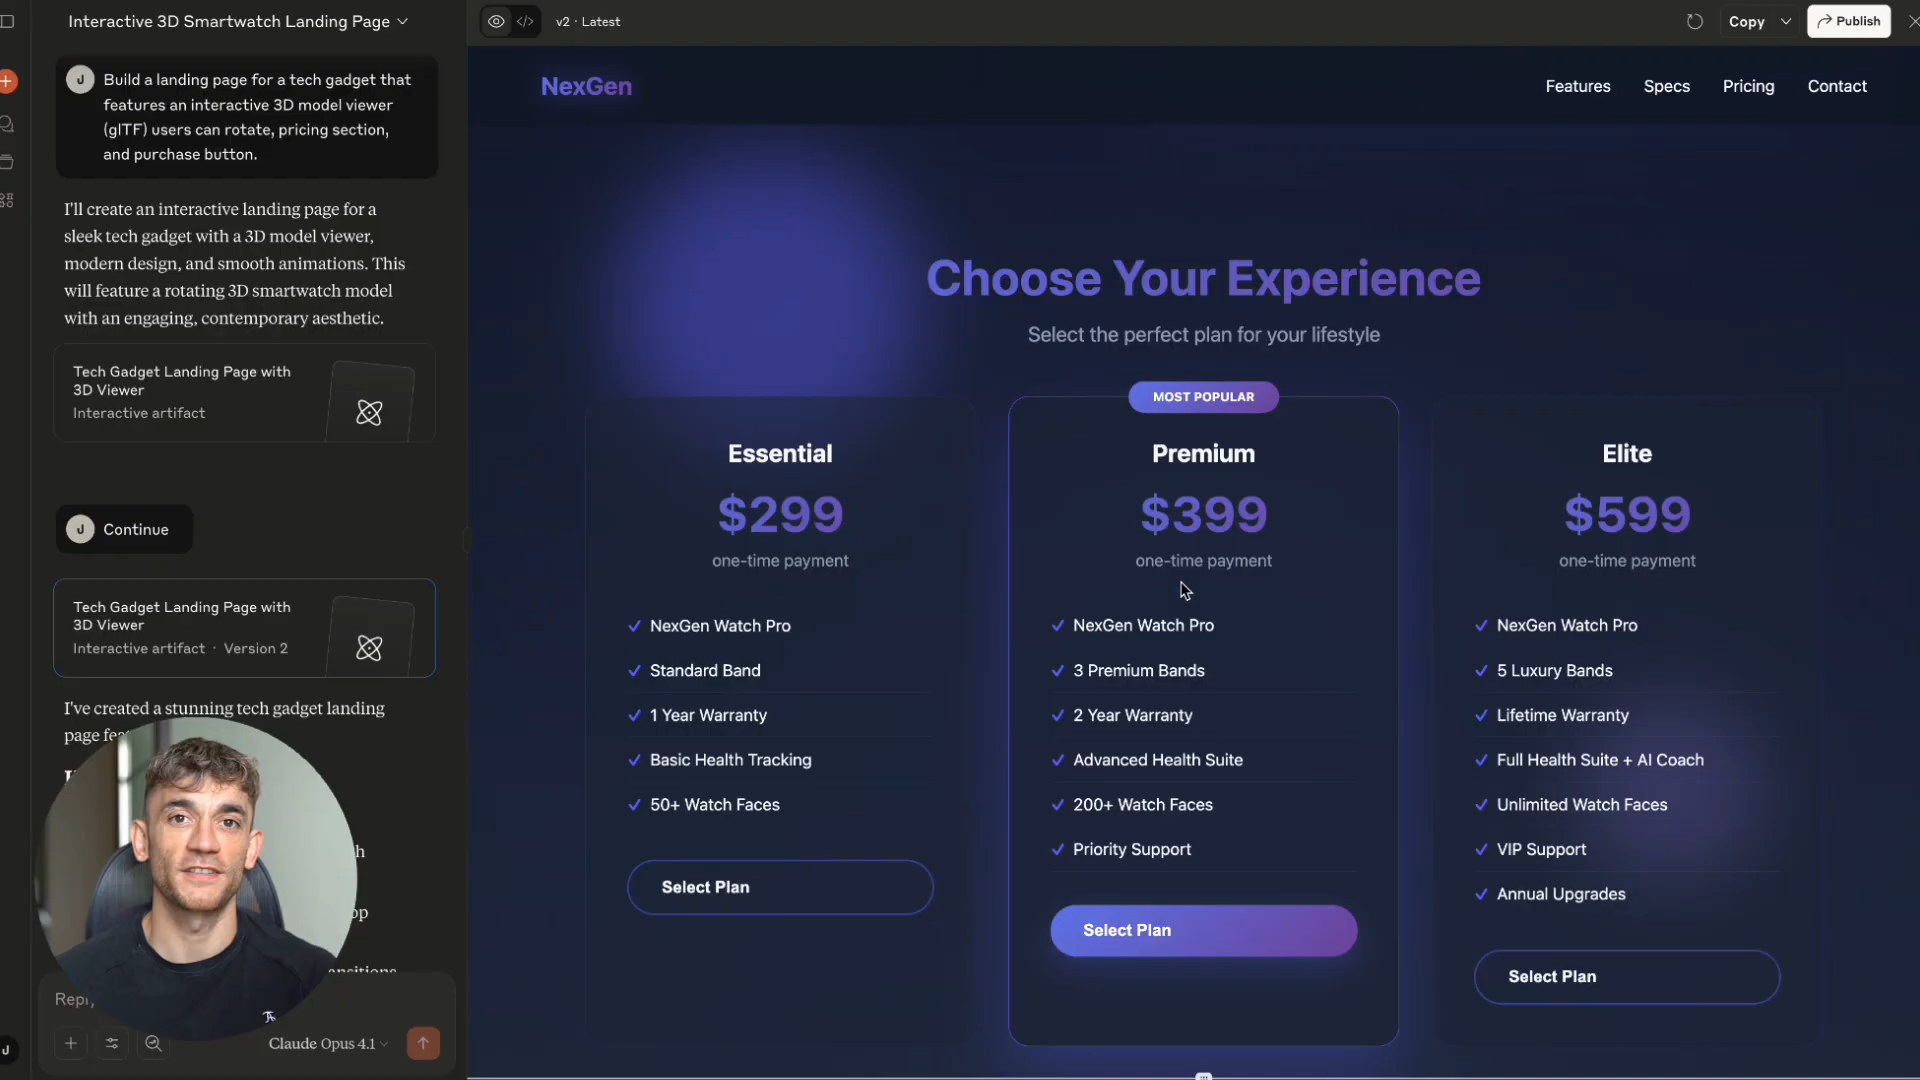 Interactive 3D Smartwatch Landing Page
v2 · Latest
Copy
Publish
J
Build a landing page for a tech gadget that
features an interactive 3D model viewer
(glTF) users can rotate, pricing section,
and purchase button.
I'll create an interactive landing page for a
sleek tech gadget with a 3D model viewer,
modern design, and smooth animations. This
will feature a rotating 3D smartwatch model
with an engaging, contemporary aesthetic.
Tech Gadget Landing Page with
3D Viewer
Interactive artifact
J
Continue
Tech Gadget Landing Page with
3D Viewer
Interactive artifact · Version 2
I've created a stunning tech gadget landing
page
Claude Opus 4.1
J
NexGen
Features
Specs
Pricing
Contact
Choose Your Experience
Select the perfect plan for your lifestyle
Essential
$299
one-time payment
NexGen Watch Pro
Standard Band
1 Year Warranty
Basic Health Tracking
50+ Watch Faces
Select Plan
MOST POPULAR
Premium
$399
one-time payment
NexGen Watch Pro
3 Premium Bands
2 Year Warranty
Advanced Health Suite
200+ Watch Faces
Priority Support
Select Plan
Elite
$599
one-time payment
NexGen Watch Pro
5 Luxury Bands
Lifetime Warranty
Full Health Suite + AI Coach
Unlimited Watch Faces
VIP Support
Annual Upgrades
Select Plan